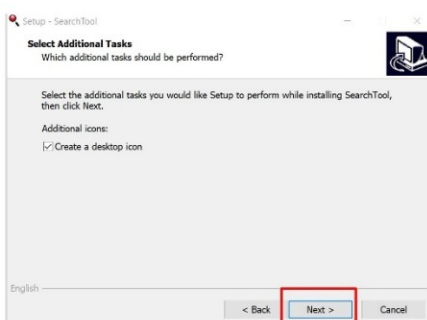 Setup - SearchTool
Select Additional Tasks
Which additional tasks should be performed?
Select the additional tasks you would like Setup to perform while installing SearchTool,
then click Next.
Additional icons:
Create a desktop icon
English
< Back Next > Cancel